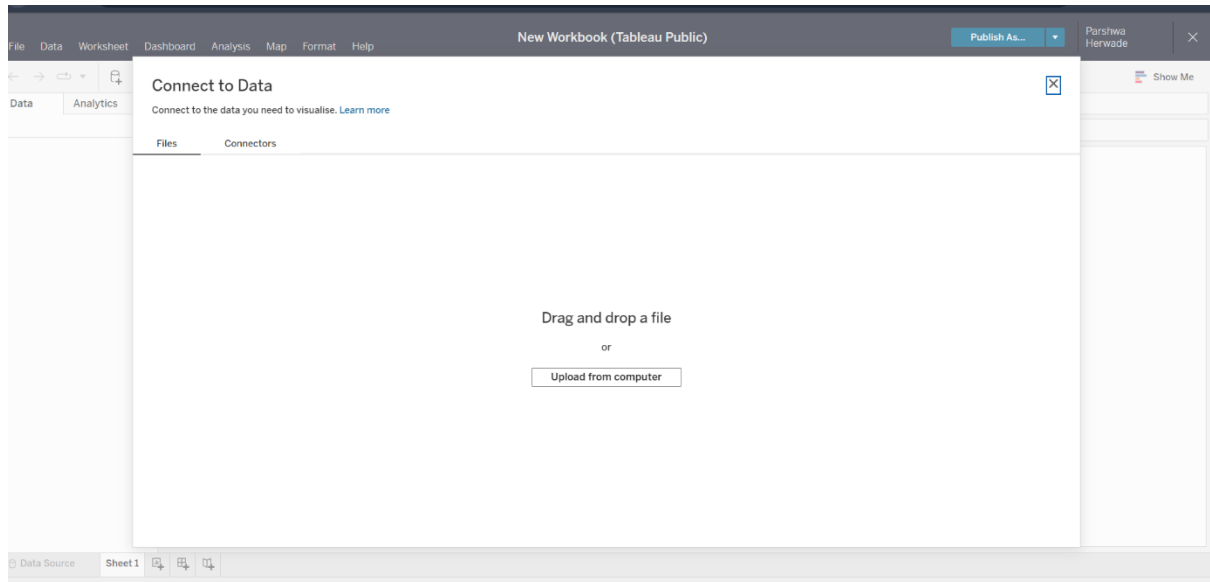 New Workbook (Tableau Public)
Publish As...
Parshwa
Herwade
File Data Worksheet Dashboard Analysis Map Format Help
Show Me
Data Analytics
Connect to Data
Connect to the data you need to visualise. Learn more
Files Connectors
Drag and drop a file
or
Upload from computer
Data Source Sheet 1